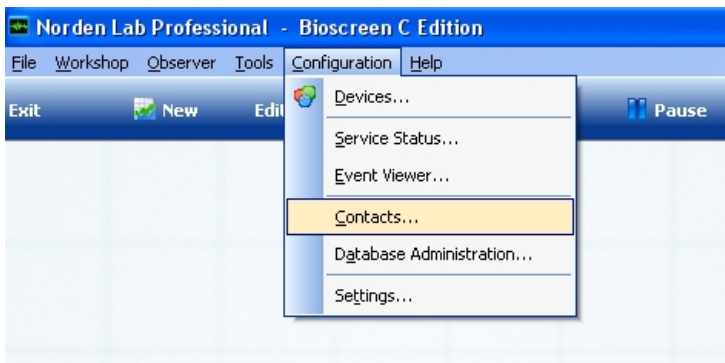 Norden Lab Professional - Bioscreen C Edition
File Workshop Observer Tools Configuration Help
Exit New Edi Pause
Devices...
Service Status...
Event Viewer...
Contacts...
Database Administration...
Settings...